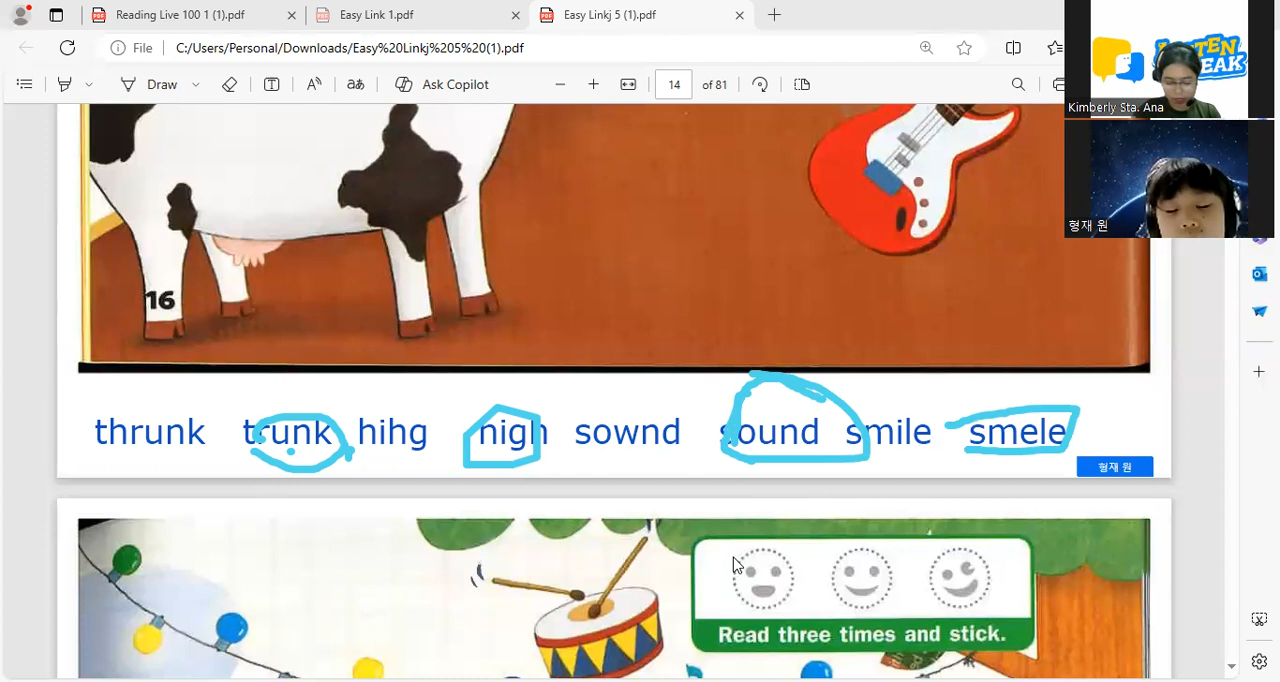 Reading Live 100 1 (1).pdf
Easy Link 1.pdf
Easy Linkj 5 (1).pdf
File
C:/Users/Personal/Downloads/Easy%20Linkj%205%20(1).pdf
Draw
Ask Copilot
14
of 81
Kimberly Sta. Ana
형재 원
16
thrunk trunk hihg high sownd sound smile smele
형재 원
Read three times and stick.